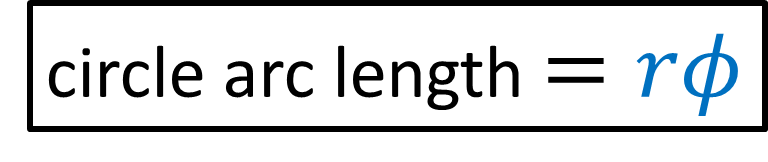 circle arc length = rϕ